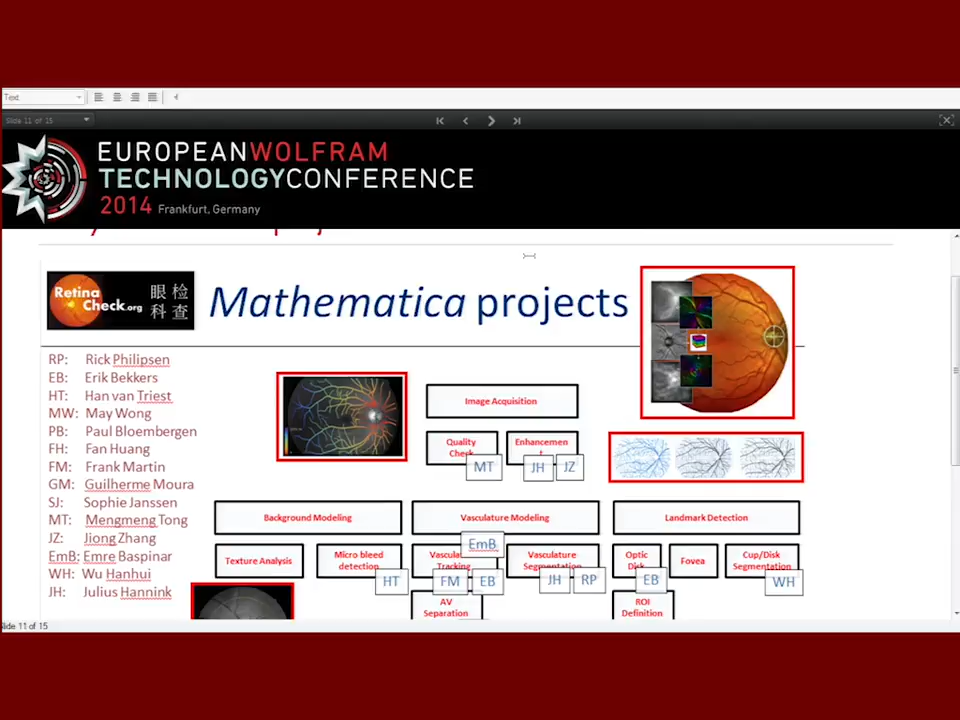 Text
Slide 11 of 15
EUROPEANWOLFRAM
TECHNOLOGYCONFERENCE
2014 Frankfurt, Germany
Retina
Check.org
眼 检
科 查
Mathematica projects
RP: Rick Philipsen
EB: Erik Bekkers
HT: Han van Triest
MW: May Wong
PB: Paul Bloembergen
FH: Fan Huang
FM: Frank Martin
GM: Guilherme Moura
SJ: Sophie Janssen
MT: Mengmeng Tong
JZ: Jiong Zhang
EmB: Emre Baspinar
WH: Wu Hanhui
JH: Julius Hannink
Image Acquisition
Quality
Check
MT
Enhancemen
t
JH
JZ
Background Modeling
Vasculature Modeling
Landmark Detection
EmB
Texture Analysis
Micro bleed
detection
HT
Tracking
FM
EB
Vasculature
JH
RP
Optic
Disk
EB
Fovea
Cup/Disk
Segmentation
WH
AV
Separation
ROI
Definition
Slide 11 of 15